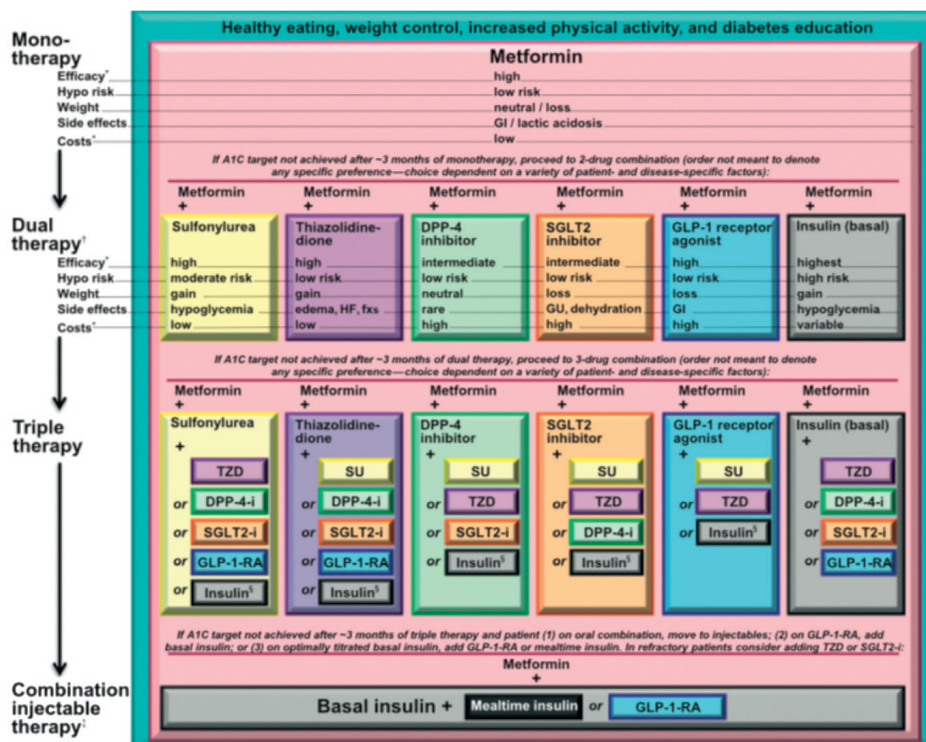 Healthy eating, weight control, increased physical activity, and diabetes education
Mono-
therapy
Metformin
Efficacy* high
Hypo risk low risk
Weight neutral / loss
Side effects GI / lactic acidosis
Costs* low
If A1C target not achieved after ~3 months of monotherapy, proceed to 2-drug combination (order not meant to denote
any specific preference—choice dependent on a variety of patient- and disease-specific factors):
Metformin Metformin Metformin Metformin Metformin Metformin
+ + + + + +
Dual
therapy†
Sulfonylurea
Thiazolidine-
dione
DPP-4
inhibitor
SGLT2
inhibitor
GLP-1 receptor
agonist
Insulin (basal)
Efficacy* high high intermediate intermediate high highest
Hypo risk moderate risk low risk low risk low risk low risk high risk
Weight gain gain neutral loss loss gain
Side effects hypoglycemia edema, HF, fxs rare GU, dehydration GI hypoglycemia
Costs* low low high high high variable
If A1C target not achieved after ~3 months of dual therapy, proceed to 3-drug combination (order not meant to denote
any specific preference—choice dependent on a variety of patient- and disease-specific factors):
Triple
therapy
Metformin
+
Sulfonylurea
+
TZD
or DPP-4-i
or SGLT2-i
or GLP-1-RA
or Insulin§
Metformin
+
Thiazolidine-
dione
+
SU
or DPP-4-i
or SGLT2-i
or GLP-1-RA
or Insulin§
Metformin
+
DPP-4
inhibitor
+
SU
or TZD
or SGLT2-i
or Insulin§
Metformin
+
SGLT2
inhibitor
+
SU
or TZD
or DPP-4-i
or Insulin§
Metformin
+
GLP-1 receptor
agonist
+
SU
or TZD
or Insulin§
Metformin
+
Insulin (basal)
+
TZD
or DPP-4-i
or SGLT2-i
or GLP-1-RA
If A1C target not achieved after ~3 months of triple therapy and patient (1) on oral combination, move to injectables; (2) on GLP-1-RA, add
basal insulin; or (3) on optimally titrated basal insulin, add GLP-1-RA or mealtime insulin. In refractory patients consider adding TZD or SGLT2-i:
Metformin
+
Combination
injectable
therapy‡
Basal insulin + Mealtime insulin or GLP-1-RA